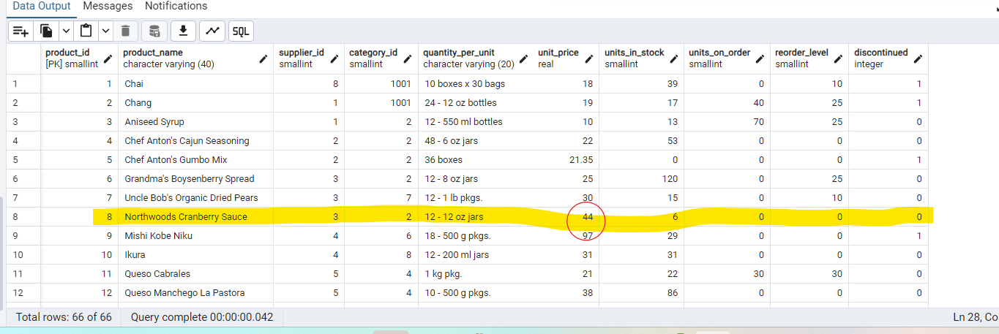 Data Output Messages Notifications
SQL
product_id product_name supplier_id category_id quantity_per_unit unit_price units_in_stock units_on_order reorder_level discontinued
[PK] smallint character varying (40) smallint smallint character varying (20) real smallint smallint smallint integer
1 1 Chai 8 1001 10 boxes x 30 bags 18 39 0 10 1
2 2 Chang 1 1001 24 - 12 oz bottles 19 17 40 25 1
3 3 Aniseed Syrup 1 2 12 - 550 ml bottles 10 13 70 25 0
4 4 Chef Anton's Cajun Seasoning 2 2 48 - 6 oz jars 22 53 0 0 0
5 5 Chef Anton's Gumbo Mix 2 2 36 boxes 21.35 0 0 0 1
6 6 Grandma's Boysenberry Spread 3 2 12 - 8 oz jars 25 120 0 25 0
7 7 Uncle Bob's Organic Dried Pears 3 7 12 - 1 lb pkgs. 30 15 0 10 0
8 8 Northwoods Cranberry Sauce 3 2 12 - 12 oz jars 44 6 0 0 0
9 9 Mishi Kobe Niku 4 6 18 - 500 g pkgs. 97 29 0 0 1
10 10 Ikura 4 8 12 - 200 ml jars 31 31 0 0 0
11 11 Queso Cabrales 5 4 1 kg pkg. 21 22 30 30 0
12 12 Queso Manchego La Pastora 5 4 10 - 500 g pkgs. 38 86 0 0 0
Total rows: 66 of 66 Query complete 00:00:00.042 Ln 28, Co